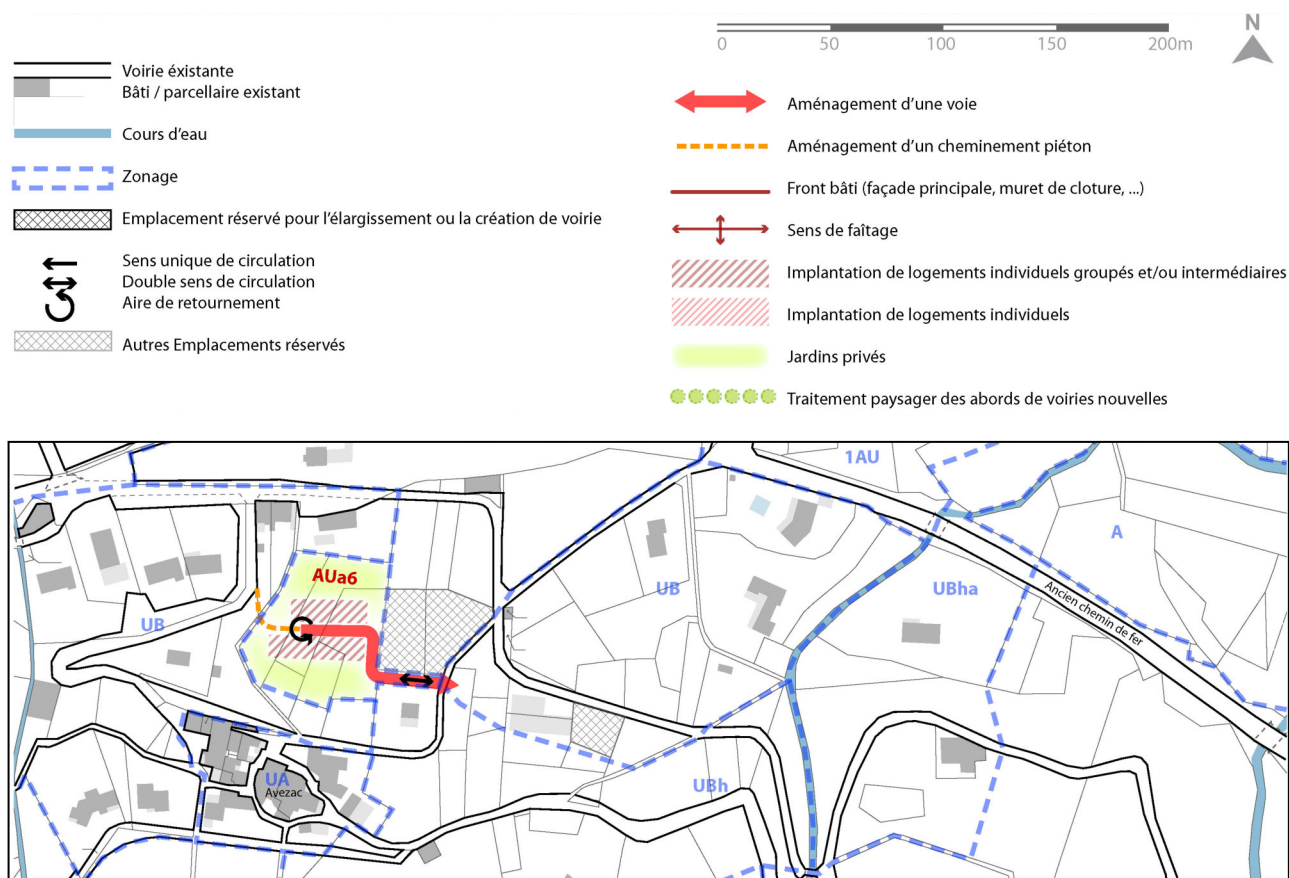 0 50 100 150 200m
N
Voirie éxistante
Bâti / parcellaire existant
Cours d'eau
Zonage
Emplacement réservé pour l'élargissement ou la création de voirie
Sens unique de circulation
Double sens de circulation
Aire de retournement
Autres Emplacements réservés
Aménagement d'une voie
Aménagement d'un cheminement piéton
Front bâti (façade principale, muret de cloture, ...)
Sens de faîtage
Implantation de logements individuels groupés et/ou intermédiaires
Implantation de logements individuels
Jardins privés
Traitement paysager des abords de voiries nouvelles
1AU
A
AUa6
UB
UBha
Ancien chemin de fer
UB
UA
Avezac
UBh